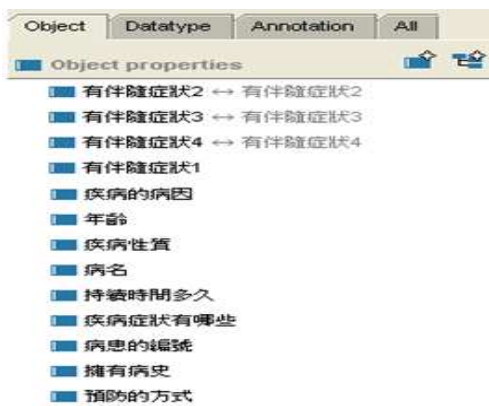 Object Datatype Annotation All
Object properties
有伴隨症狀2 ↔ 有伴隨症狀2
有伴隨症狀3 ↔ 有伴隨症狀3
有伴隨症狀4 ↔ 有伴隨症狀4
有伴隨症狀1
疾病的病因
年齡
疾病性質
病名
持續時間多久
疾病症狀有哪些
病患的編號
擁有病史
預防的方式